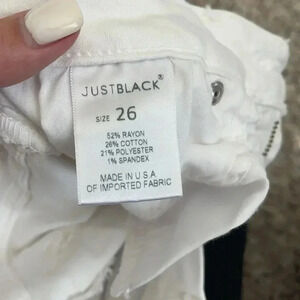 JUSTBLACK®
SIZE 26
52% RAYON
26% COTTON
21% POLYESTER
1% SPANDEX
MADE IN U.S.A
OF IMPORTED FABRIC